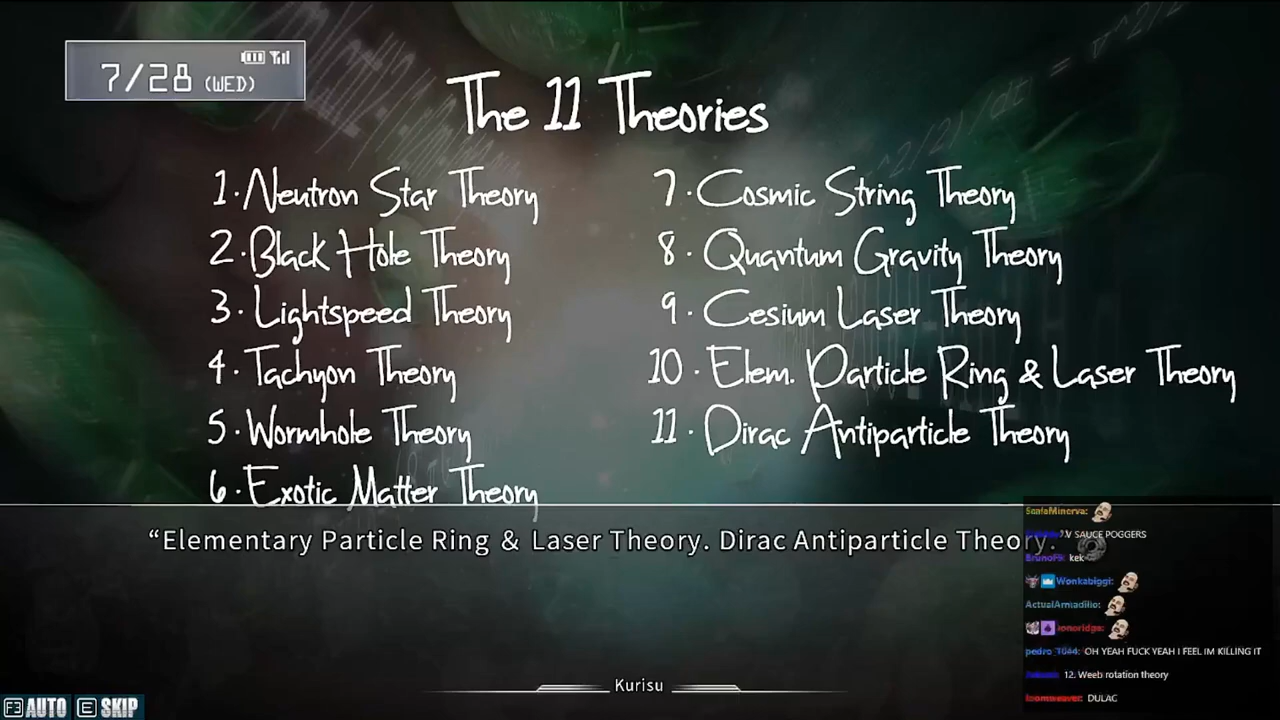 7/28 (WED)
The 11 Theories
1. Neutron Star Theory
2. Black Hole Theory
3. Lightspeed Theory
4. Tachyon Theory
5. Wormhole Theory
6. Exotic Matter Theory
7. Cosmic String Theory
8. Quantum Gravity Theory
9. Cesium Laser Theory
10. Elem. Particle Ring & Laser Theory
11. Dirac Antiparticle Theory
“Elementary Particle Ring & Laser Theory. Dirac Antiparticle Theory.”
Kurisu
F3 AUTO E SKIP
SaafaMinerva:
SAUCE POGGERS
kek
Wonkabiggi:
ActualArmadilio:
pedro_1044: OH YEAH FUCK YEAH I FEEL IM KILLING IT
12. Weeb rotation theory
loomweaver: DULAC